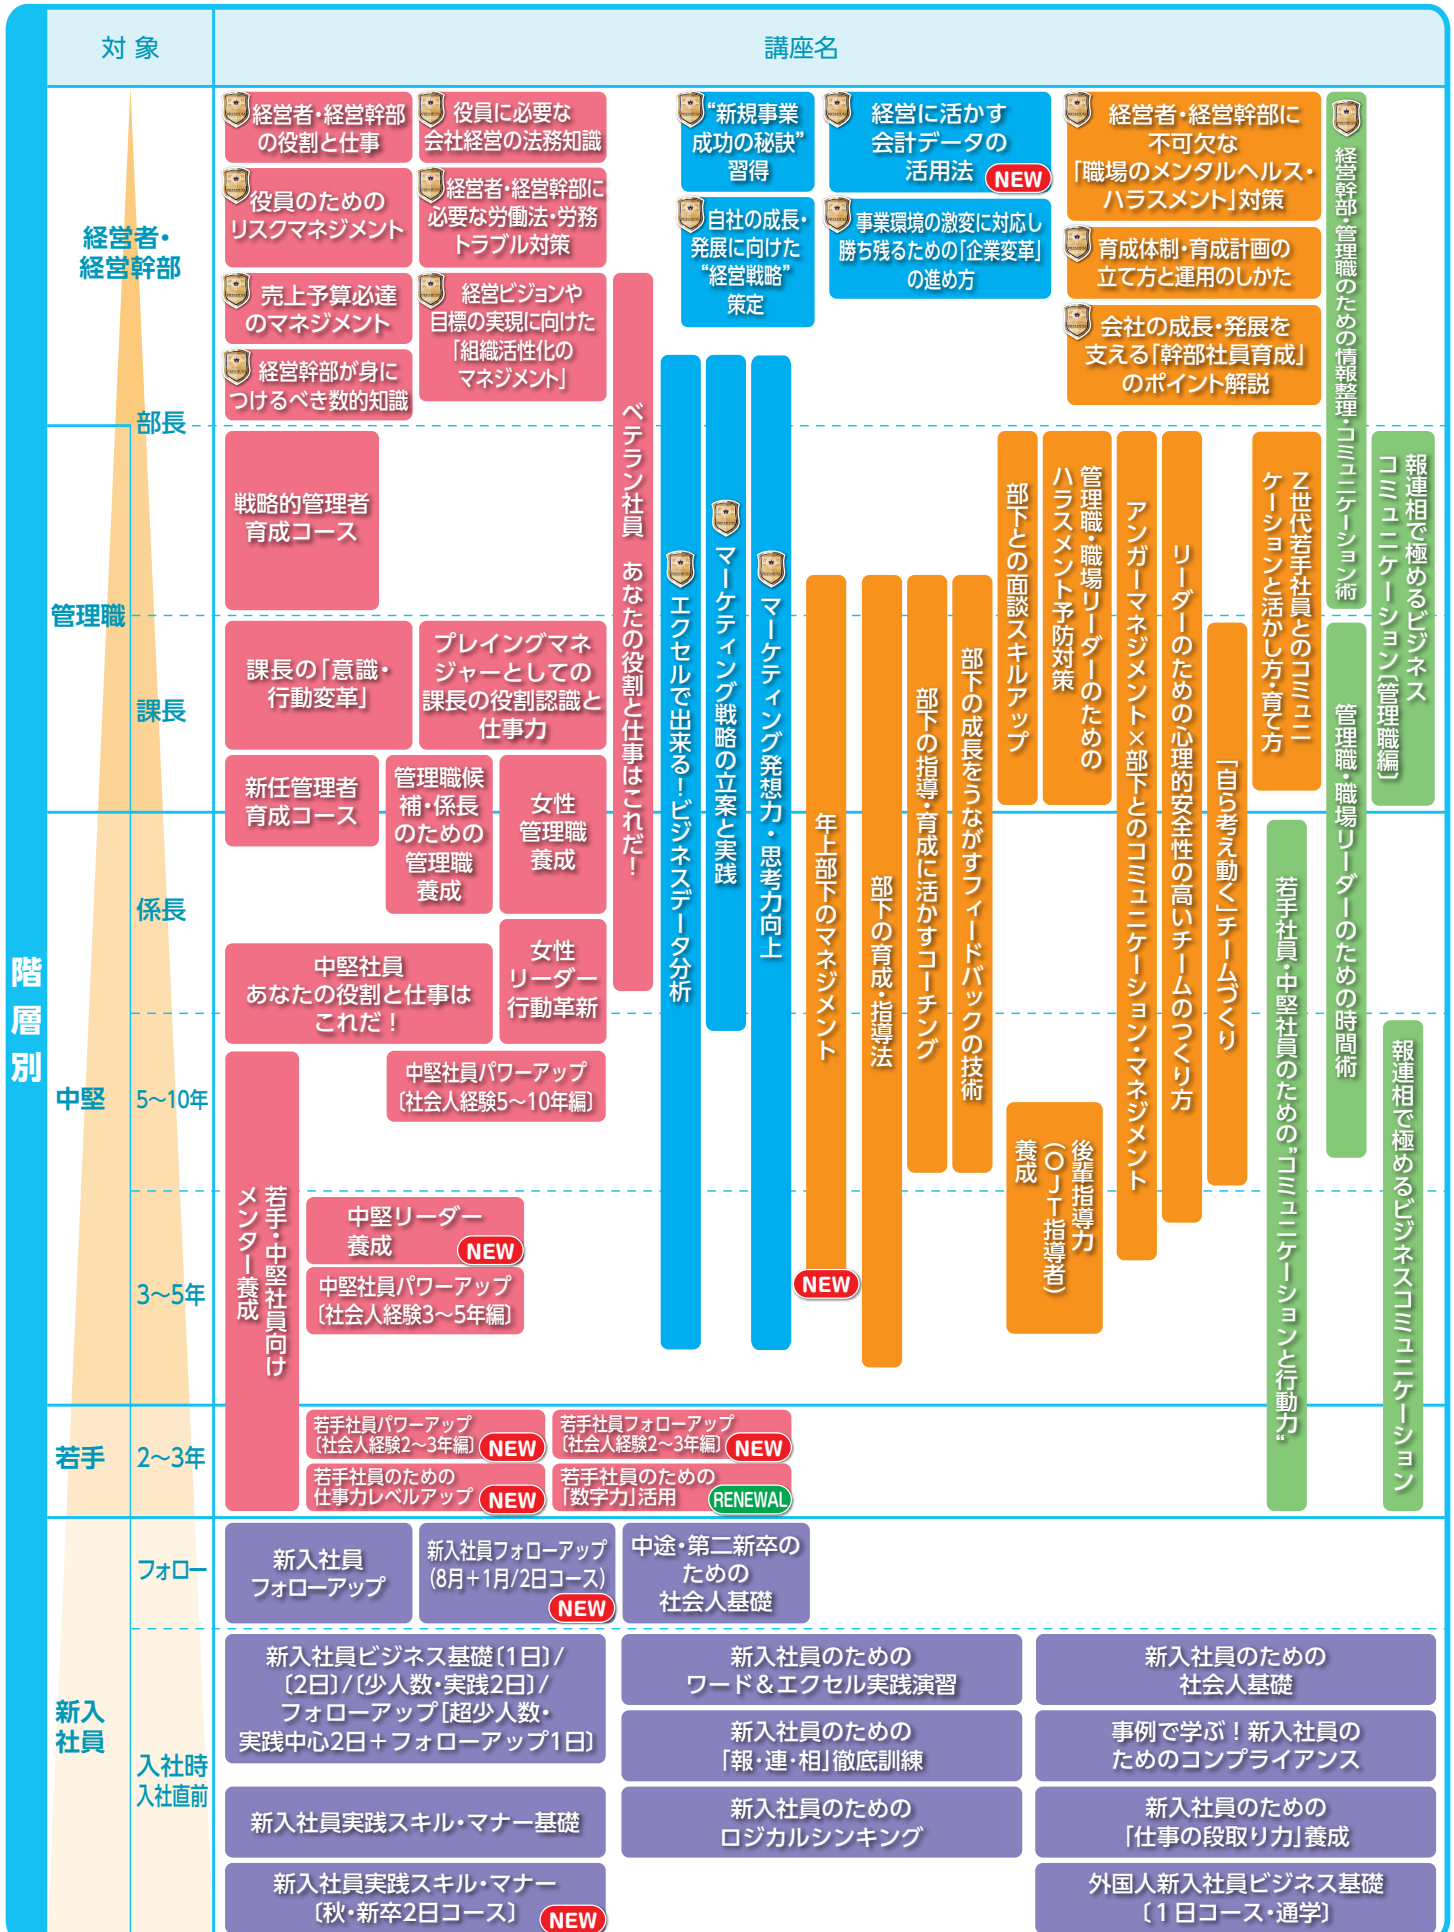 対 象
講座名
階層別
経営者・
経営幹部
部長
管理職
課長
係長
中堅
5～10年
3～5年
若手
2～3年
フォロー
新入
社員
入社時
入社直前
経営者・経営幹部
の役割と仕事
役員に必要な
会社経営の法務知識
役員のための
リスクマネジメント
経営者・経営幹部に
必要な労働法・労務
トラブル対策
売上予算必達
のマネジメント
経営ビジョンや
目標の実現に向けた
「組織活性化の
マネジメント」
経営幹部が身に
つけるべき数的知識
“新規事業
成功の秘訣”
習得
経営に活かす
会計データの
活用法
NEW
自社の成長・
発展に向けた
“経営戦略”
策定
事業環境の激変に対応し
勝ち残るための「企業変革」
の進め方
経営者・経営幹部に
不可欠な
「職場のメンタルヘルス・
ハラスメント」対策
育成体制・育成計画の
立て方と運用のしかた
会社の成長・発展を
支える「幹部社員育成」
のポイント解説
経営幹部・管理職のための情報整理・コミュニケーション術
戦略的管理者
育成コース
課長の「意識・
行動変革」
プレイングマネ
ジャーとしての
課長の役割認識と
仕事力
新任管理者
育成コース
管理職候
補・係長
のための
管理職
養成
女性
管理職
養成
中堅社員
あなたの役割と仕事は
これだ！
女性
リーダー
行動革新
ベテラン社員　あなたの役割と仕事はこれだ！
エクセルで出来る！ビジネスデータ分析
マーケティング戦略の立案と実践
マーケティング発想力・思考力向上
年上部下のマネジメント
NEW
部下の育成・指導法
部下の指導・育成に活かすコーチング
部下の成長をうながすフィードバックの技術
部下との面談スキルアップ
管理職・職場リーダーのための
ハラスメント予防対策
アンガーマネジメント×部下とのコミュニケーション・マネジメント
リーダーのための心理的安全性の高いチームのつくり方
「自ら考え動く」チームづくり
Z世代若手社員とのコミュニ
ケーションと活かし方・育て方
報連相で極めるビジネス
コミュニケーション〔管理職編〕
管理職・職場リーダーのための時間術
若手社員・中堅社員のための“コミュニケーションと行動力”
報連相で極めるビジネスコミュニケーション
後輩指導力
（OJT指導者）
養成
中堅社員パワーアップ
〔社会人経験5～10年編〕
若手・中堅社員向け
メンター養成
中堅リーダー
養成
NEW
中堅社員パワーアップ
〔社会人経験3～5年編〕
若手社員パワーアップ
〔社会人経験2～3年編〕
NEW
若手社員フォローアップ
〔社会人経験2～3年編〕
NEW
若手社員のための
仕事力レベルアップ
NEW
若手社員のための
「数字力」活用
RENEWAL
新入社員
フォローアップ
新入社員フォローアップ
(8月＋1月/2日コース)
NEW
中途・第二新卒の
ための
社会人基礎
新入社員ビジネス基礎〔1日〕/
〔2日〕/〔少人数・実践2日〕/
フォローアップ［超少人数・
実践中心2日＋フォローアップ1日〕
新入社員のための
ワード＆エクセル実践演習
新入社員のための
社会人基礎
新入社員のための
「報・連・相」徹底訓練
事例で学ぶ！新入社員の
ためのコンプライアンス
新入社員実践スキル・マナー基礎
新入社員のための
ロジカルシンキング
新入社員のための
「仕事の段取り力」養成
新入社員実践スキル・マナー
〔秋・新卒2日コース〕
NEW
外国人新入社員ビジネス基礎
〔1日コース・通学〕